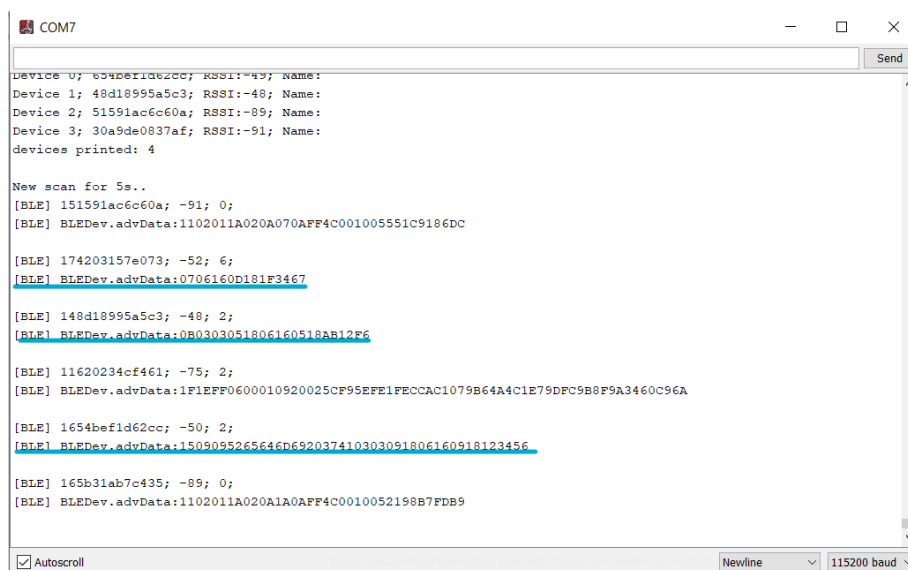 COM7
Send
Device 0; 654bef1d62cc; RSSI:-49; Name:
Device 1; 48d18995a5c3; RSSI:-48; Name:
Device 2; 51591ac6c60a; RSSI:-89; Name:
Device 3; 30a9de0837af; RSSI:-91; Name:
devices printed: 4
New scan for 5s..
[BLE] 151591ac6c60a; -91; 0;
[BLE] BLEDev.advData:1102011A020A070AFF4C001005551C9186DC
[BLE] 174203157e073; -52; 6;
[BLE] BLEDev.advData:0706160D181F3467
[BLE] 148d18995a5c3; -48; 2;
[BLE] BLEDev.advData:0B0303051806160518AB12F6
[BLE] 11620234cf461; -75; 2;
[BLE] BLEDev.advData:1F1EFF0600010920025CF95EFE1FECCAC1079B64A4C1E79DFC9B8F9A3460C96A
[BLE] 1654bef1d62cc; -50; 2;
[BLE] BLEDev.advData:1509095265646D692037410303091806160918123456
[BLE] 165b31ab7c435; -89; 0;
[BLE] BLEDev.advData:1102011A020A1A0AFF4C0010052198B7FDB9
Autoscroll
Newline
115200 baud